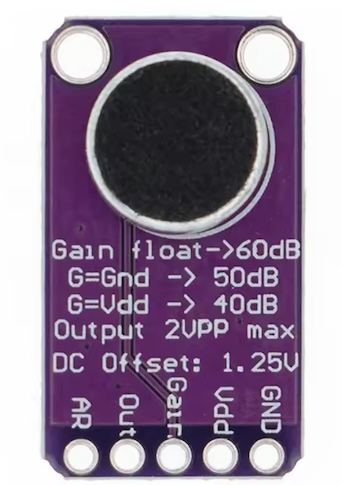 Gain float->60dB
G=Gnd -> 50dB
G=Vdd -> 40dB
Output 2VPP max
DC Offset: 1.25V
AR
Out
Gain
Vdd
GND